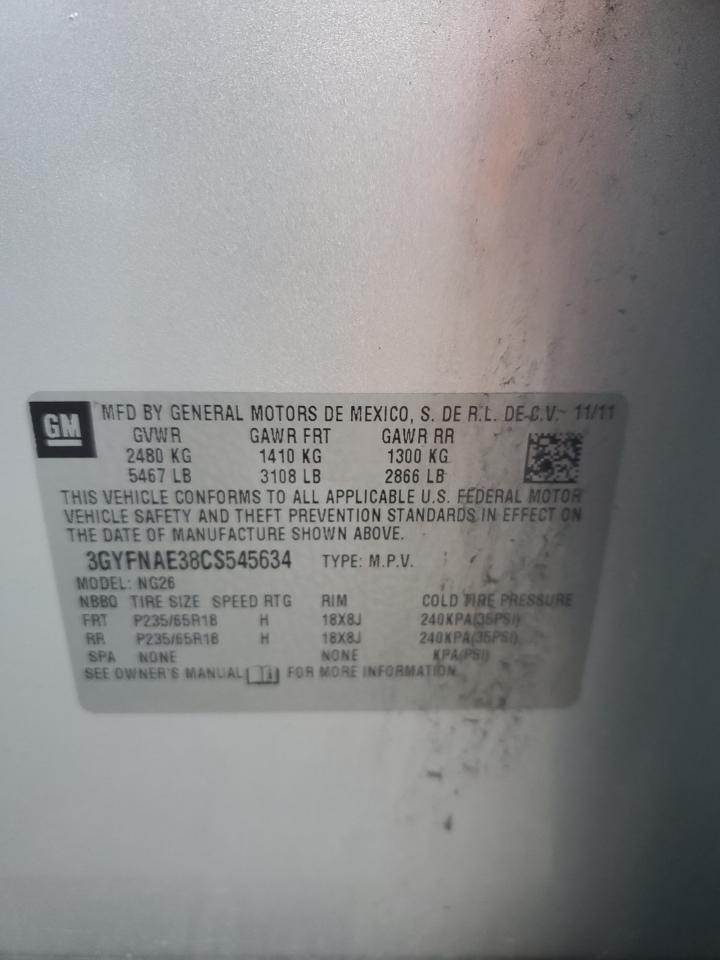 GM MFD BY GENERAL MOTORS DE MEXICO, S. DE R.L. DE C.V. 11/11
GVWR GAWR FRT GAWR RR
2480 KG 1410 KG 1300 KG
5467 LB 3108 LB 2866 LB
THIS VEHICLE CONFORMS TO ALL APPLICABLE U.S. FEDERAL MOTOR
VEHICLE SAFETY AND THEFT PREVENTION STANDARDS IN EFFECT ON
THE DATE OF MANUFACTURE SHOWN ABOVE.
3GYFNAE38CS545634 TYPE: M.P.V.
MODEL: NG26
NBBQ TIRE SIZE SPEED RTG RIM COLD TIRE PRESSURE
FRT P235/65R18 H 18X8J 240KPA(35PSI)
RR P235/65R18 H 18X8J 240KPA(35PSI)
SPA NONE NONE KPA(PSI)
SEE OWNER'S MANUAL FOR MORE INFORMATION.